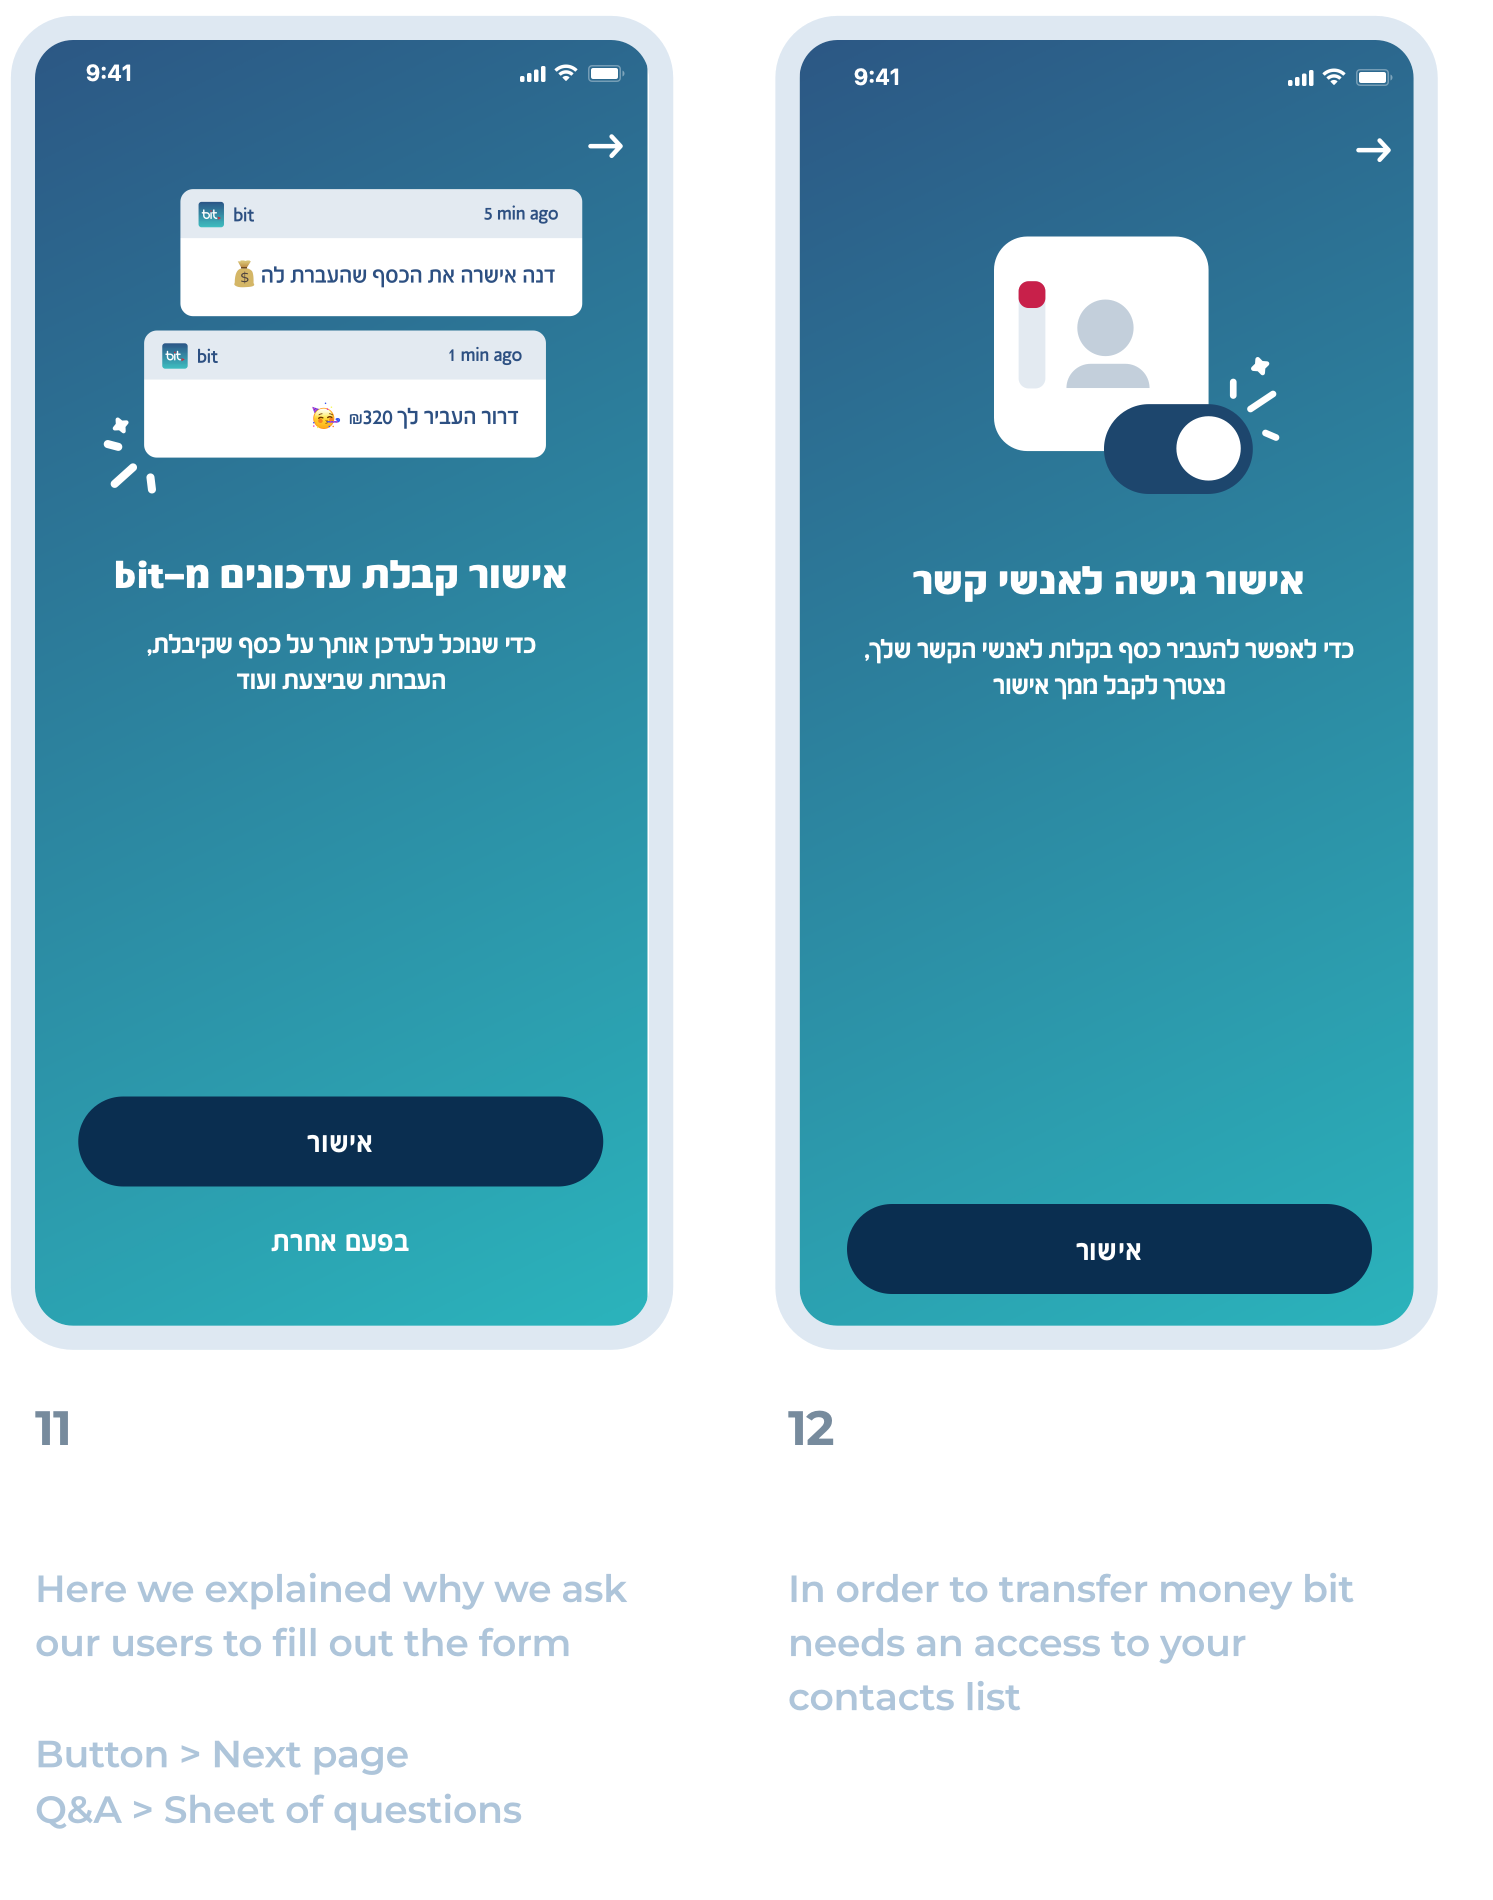 9:41
bit
bit
5 min ago
דנה אישרה את הכסף שהעברת לה 💰
bit
bit
1 min ago
דרור העביר לך 320₪ 🥳
אישור קבלת עדכונים מ-bit
כדי שנוכל לעדכן אותך על כסף שקיבלת,
העברות שביצעת ועוד
אישור
בפעם אחרת
11
Here we explained why we ask
our users to fill out the form
Button > Next page
Q&A > Sheet of questions
9:41
אישור גישה לאנשי קשר
כדי לאפשר להעביר כסף בקלות לאנשי הקשר שלך,
נצטרך לקבל ממך אישור
אישור
12
In order to transfer money bit
needs an access to your
contacts list